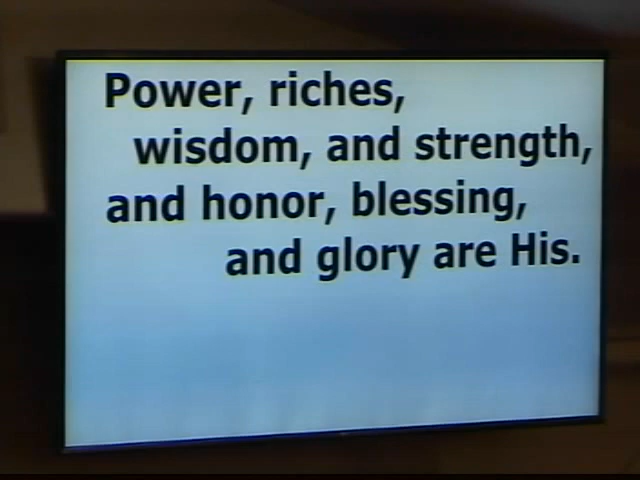 Power, riches,
wisdom, and strength,
and honor, blessing,
and glory are His.